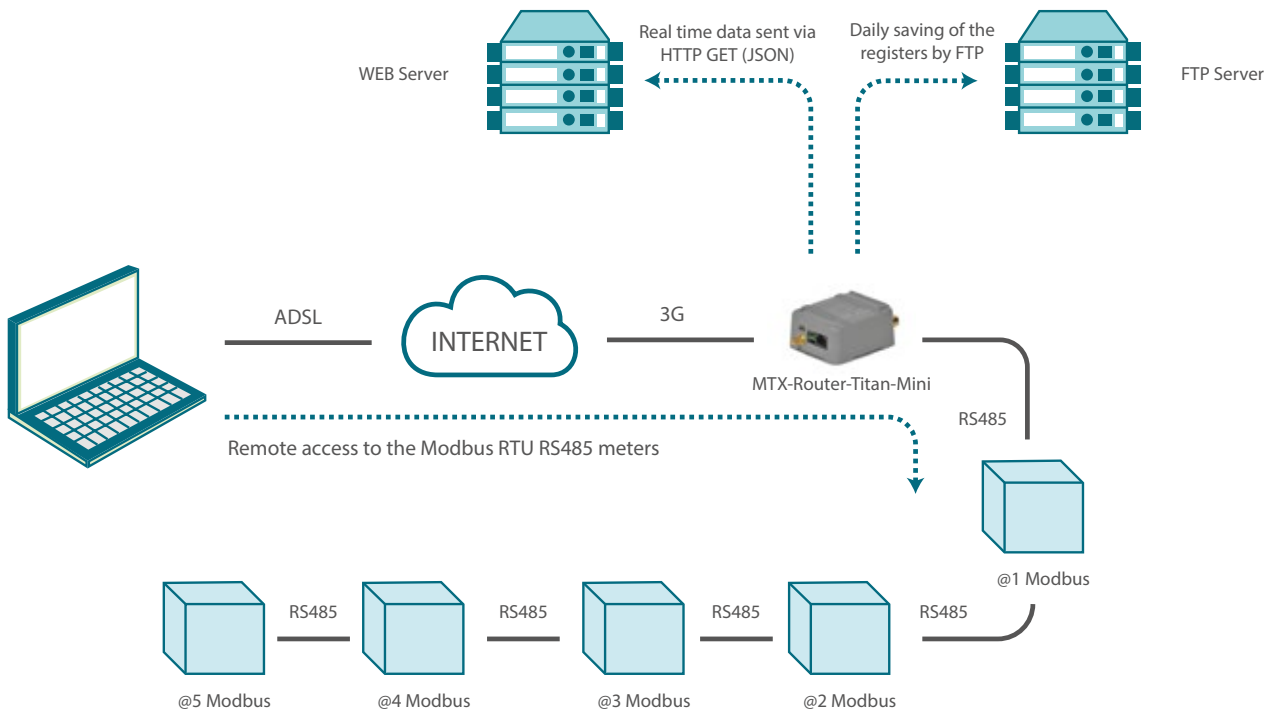 Real time data sent via
HTTP GET (JSON)
Daily saving of the
registers by FTP
WEB Server
FTP Server
ADSL
INTERNET
3G
MTX-Router-Titan-Mini
RS485
Remote access to the Modbus RTU RS485 meters
@1 Modbus
RS485
RS485
RS485
RS485
@5 Modbus
@4 Modbus
@3 Modbus
@2 Modbus